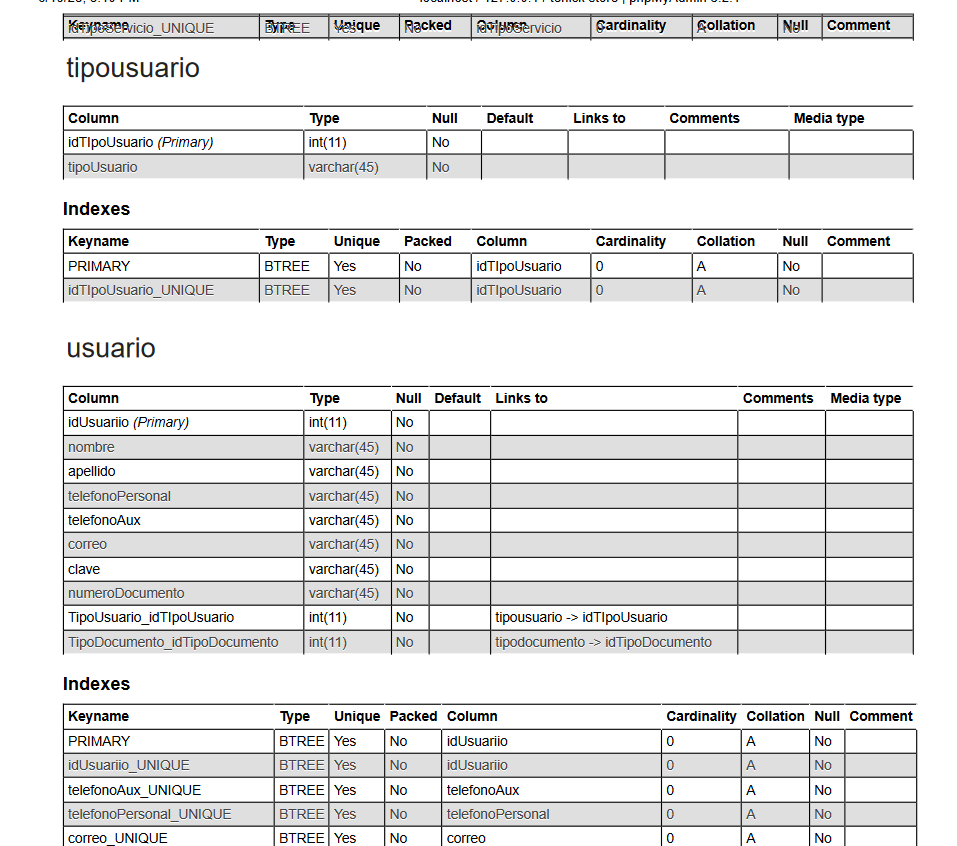 Keyname Type Unique Packed Column Cardinality Collation Null Comment
idTipoServicio_UNIQUE BTREE Yes No idTipoServicio 0 A No
tipousuario
Column Type Null Default Links to Comments Media type
idTIpoUsuario (Primary) int(11) No
tipoUsuario varchar(45) No
Indexes
Keyname Type Unique Packed Column Cardinality Collation Null Comment
PRIMARY BTREE Yes No idTIpoUsuario 0 A No
idTIpoUsuario_UNIQUE BTREE Yes No idTIpoUsuario 0 A No
usuario
Column Type Null Default Links to Comments Media type
idUsuariio (Primary) int(11) No
nombre varchar(45) No
apellido varchar(45) No
telefonoPersonal varchar(45) No
telefonoAux varchar(45) No
correo varchar(45) No
clave varchar(45) No
numeroDocumento varchar(45) No
TipoUsuario_idTIpoUsuario int(11) No tipousuario -> idTIpoUsuario
TipoDocumento_idTipoDocumento int(11) No tipodocumento -> idTipoDocumento
Indexes
Keyname Type Unique Packed Column Cardinality Collation Null Comment
PRIMARY BTREE Yes No idUsuariio 0 A No
idUsuariio_UNIQUE BTREE Yes No idUsuariio 0 A No
telefonoAux_UNIQUE BTREE Yes No telefonoAux 0 A No
telefonoPersonal_UNIQUE BTREE Yes No telefonoPersonal 0 A No
correo_UNIQUE BTREE Yes No correo 0 A No